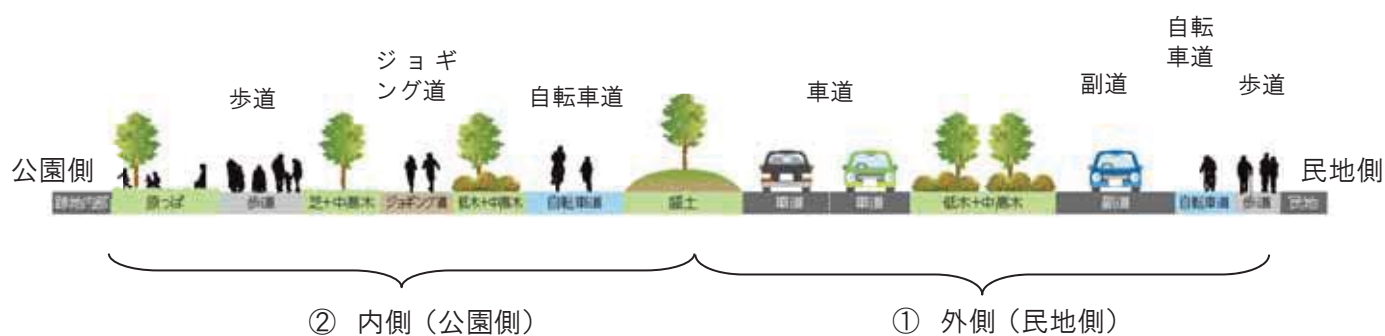 自転
車道
ジョギ
ング道
歩道
自転車道
車道
副道
歩道
公園側
民地側
跡地内部
原っぱ
歩道
芝+中高木
ジョギング道
低木+中高木
自転車道
盛土
車道
車道
低木+中高木
副道
自転車道
歩道
民地
② 内側(公園側)
① 外側(民地側)